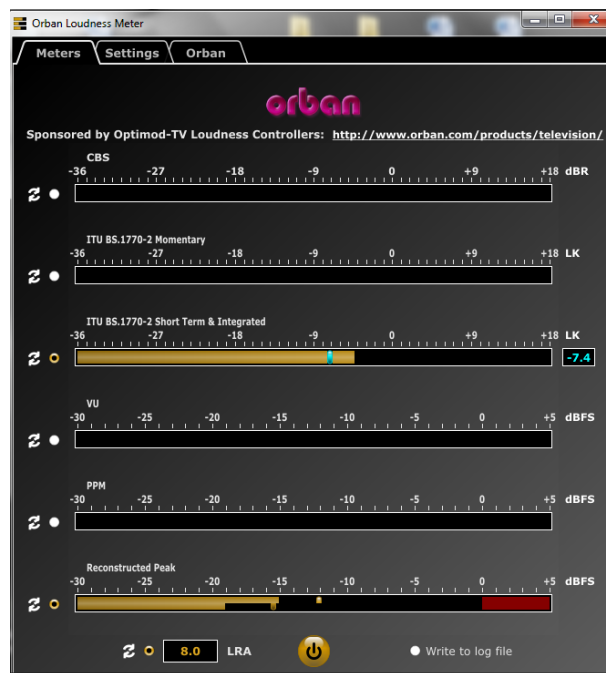 Orban Loudness Meter
Meters Settings Orban
orban
Sponsored by Optimod-TV Loudness Controllers: http://www.orban.com/products/television/
CBS
-36 -27 -18 -9 0 +9 +18 dBR
ITU BS.1770-2 Momentary
-36 -27 -18 -9 0 +9 +18 LK
ITU BS.1770-2 Short Term & Integrated
-36 -27 -18 -9 0 +9 +18 LK
-7.4
VU
-30 -25 -20 -15 -10 -5 0 +5 dBFS
PPM
-30 -25 -20 -15 -10 -5 0 +5 dBFS
Reconstructed Peak
-30 -25 -20 -15 -10 -5 0 +5 dBFS
8.0 LRA Write to log file